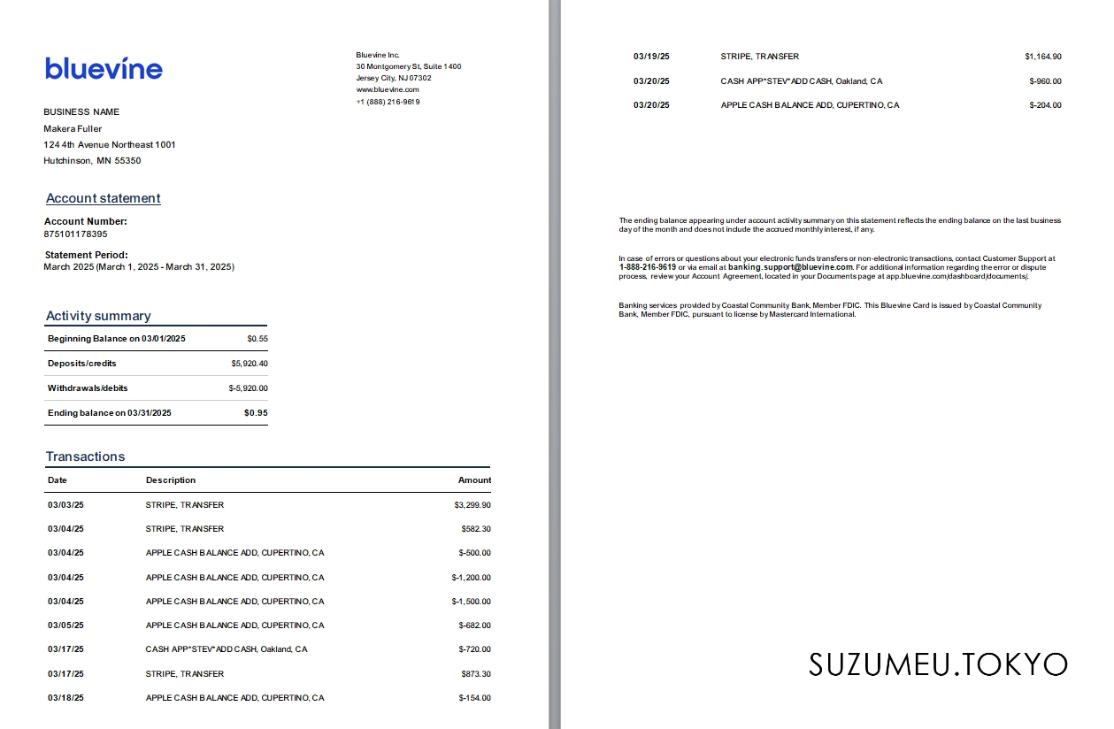 bluevine
Bluevine Inc.
30 Montgomery St, Suite 1400
Jersey City, NJ 07302
www.bluevine.com
+1 (888) 216-9619
BUSINESS NAME
Makera Fuller
124 4th Avenue Northeast 1001
Hutchinson, MN 55350
Account statement
Account Number:
875101178395
Statement Period:
March 2025 (March 1, 2025 - March 31, 2025)
Activity summary
Beginning Balance on 03/01/2025 $0.55
Deposits/credits $5,920.40
Withdrawals/debits $-5,920.00
Ending balance on 03/31/2025 $0.95
Transactions
Date Description Amount
03/03/25 STRIPE, TRANSFER $3,299.90
03/04/25 STRIPE, TRANSFER $582.30
03/04/25 APPLE CASH BALANCE ADD, CUPERTINO, CA $-500.00
03/04/25 APPLE CASH BALANCE ADD, CUPERTINO, CA $-1,200.00
03/04/25 APPLE CASH BALANCE ADD, CUPERTINO, CA $-1,500.00
03/05/25 APPLE CASH BALANCE ADD, CUPERTINO, CA $-682.00
03/17/25 CASH APP*STEV*ADD CASH, Oakland, CA $-720.00
03/17/25 STRIPE, TRANSFER $873.30
03/18/25 APPLE CASH BALANCE ADD, CUPERTINO, CA $-154.00
03/19/25 STRIPE, TRANSFER $1,164.90
03/20/25 CASH APP*STEV*ADD CASH, Oakland, CA $-960.00
03/20/25 APPLE CASH BALANCE ADD, CUPERTINO, CA $-204.00
The ending balance appearing under account activity summary on this statement reflects the ending balance on the last business
day of the month and does not include the accrued monthly interest, if any.
In case of errors or questions about your electronic funds transfers or non-electronic transactions, contact Customer Support at
1-888-216-9619 or via email at banking.support@bluevine.com. For additional information regarding the error or dispute
process, review your Account Agreement, located in your Documents page at app.bluevine.com/dashboard/documents/.
Banking services provided by Coastal Community Bank, Member FDIC. This Bluevine Card is issued by Coastal Community
Bank, Member FDIC, pursuant to license by Mastercard International.
SUZUMEU.TOKYO